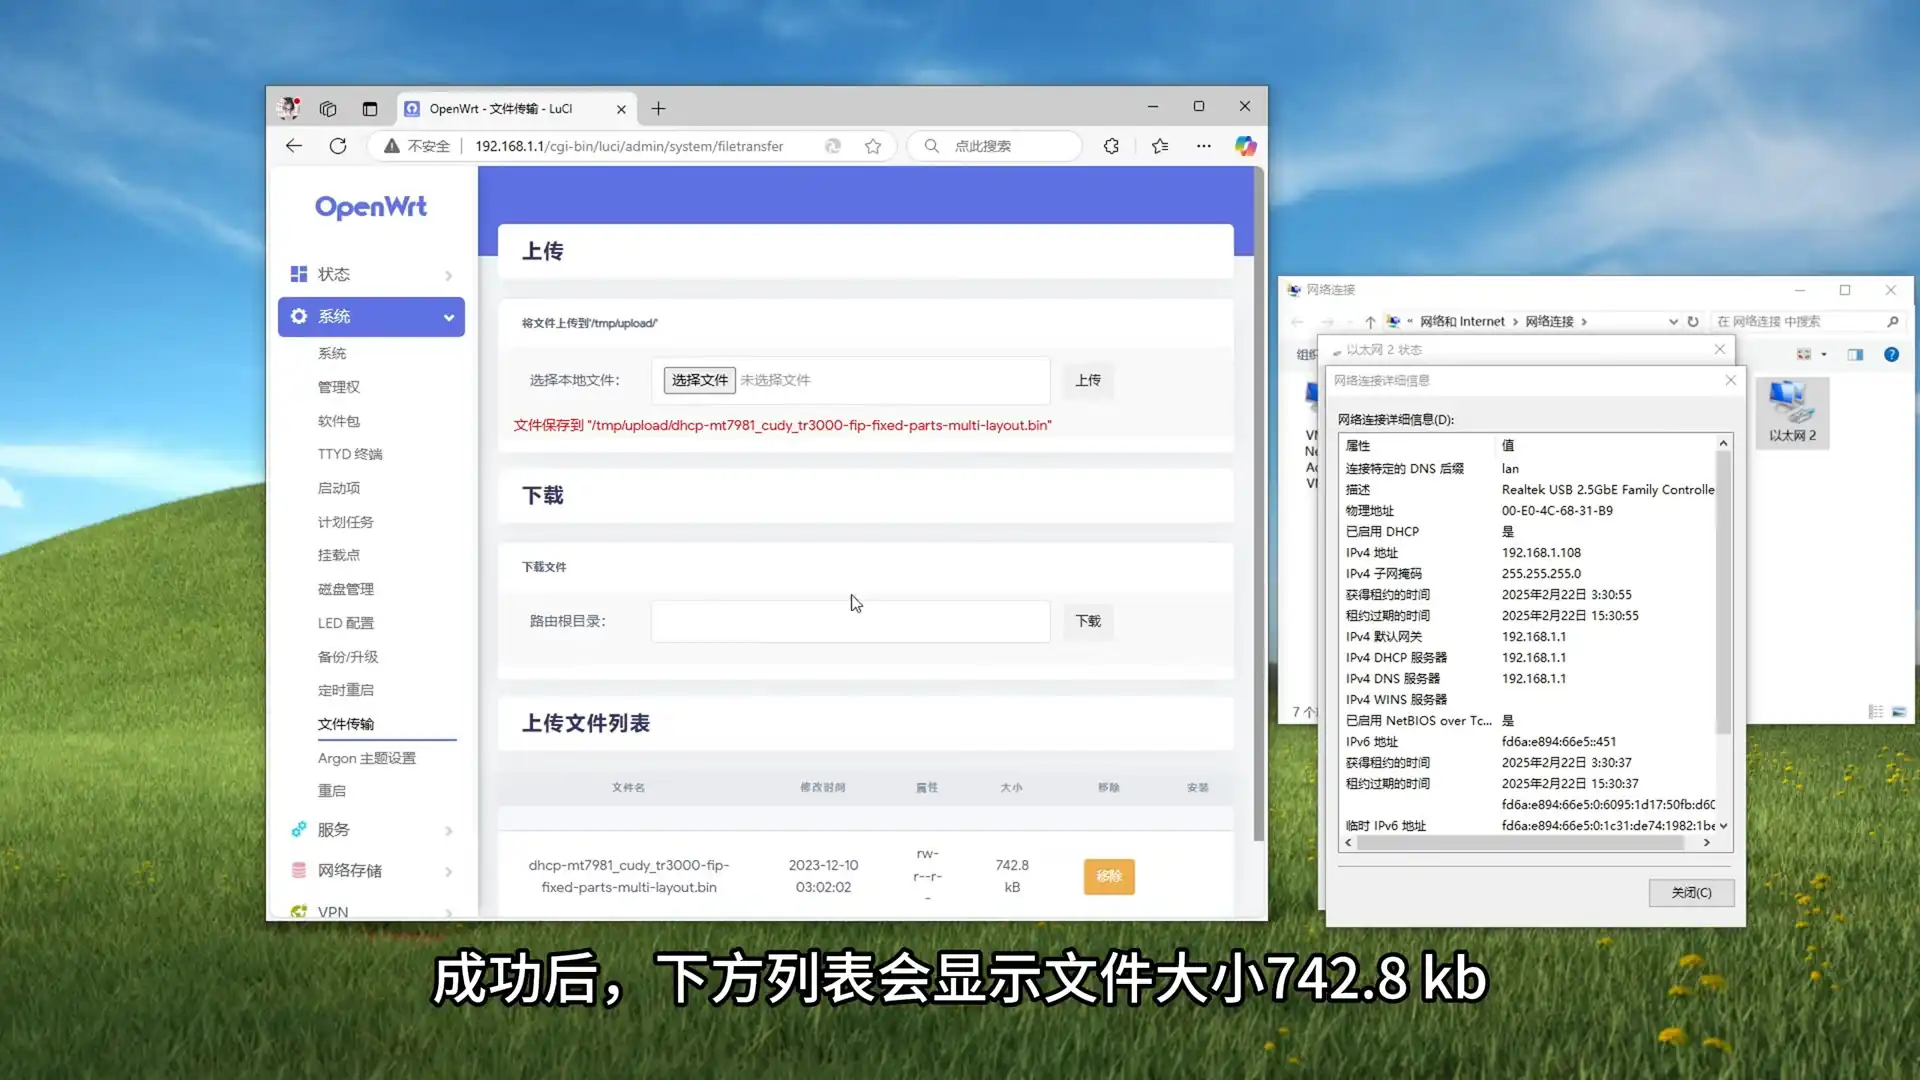 OpenWrt - 文件传输 - LuCI
不安全
192.168.1.1/cgi-bin/luci/admin/system/filetransfer
点此搜索
OpenWrt
状态
系统
系统
管理权
软件包
TTYD 终端
启动项
计划任务
挂载点
磁盘管理
LED 配置
备份/升级
定时重启
文件传输
Argon 主题设置
重启
服务
网络存储
VPN
上传
将文件上传到'/tmp/upload/'
选择本地文件：
选择文件 未选择文件
上传
文件保存到 "/tmp/upload/dhcp-mt7981_cudy_tr3000-fip-fixed-parts-multi-layout.bin"
下载
下载文件
路由根目录：
下载
上传文件列表
文件名 修改时间 属性 大小 移除 安装
dhcp-mt7981_cudy_tr3000-fip-
fixed-parts-multi-layout.bin
2023-12-10
03:02:02
rw-
r--r-
-
742.8
kB
移除
网络连接
« 网络和 Internet › 网络连接 ›
在 网络连接 中搜索
组织
以太网 2
7 个
以太网 2 状态
网络连接详细信息
网络连接详细信息(D):
属性 值
连接特定的 DNS 后缀 lan
描述 Realtek USB 2.5GbE Family Controlle
物理地址 00-E0-4C-68-31-B9
已启用 DHCP 是
IPv4 地址 192.168.1.108
IPv4 子网掩码 255.255.255.0
获得租约的时间 2025年2月22日 3:30:55
租约过期的时间 2025年2月22日 15:30:55
IPv4 默认网关 192.168.1.1
IPv4 DHCP 服务器 192.168.1.1
IPv4 DNS 服务器 192.168.1.1
IPv4 WINS 服务器
已启用 NetBIOS over Tc... 是
IPv6 地址 fd6a:e894:66e5::451
获得租约的时间 2025年2月22日 3:30:37
租约过期的时间 2025年2月22日 15:30:37
fd6a:e894:66e5:0:6095:1d17:50fb:d60
临时 IPv6 地址 fd6a:e894:66e5:0:1c31:de74:1982:1be
关闭(C)
成功后，下方列表会显示文件大小742.8 kb